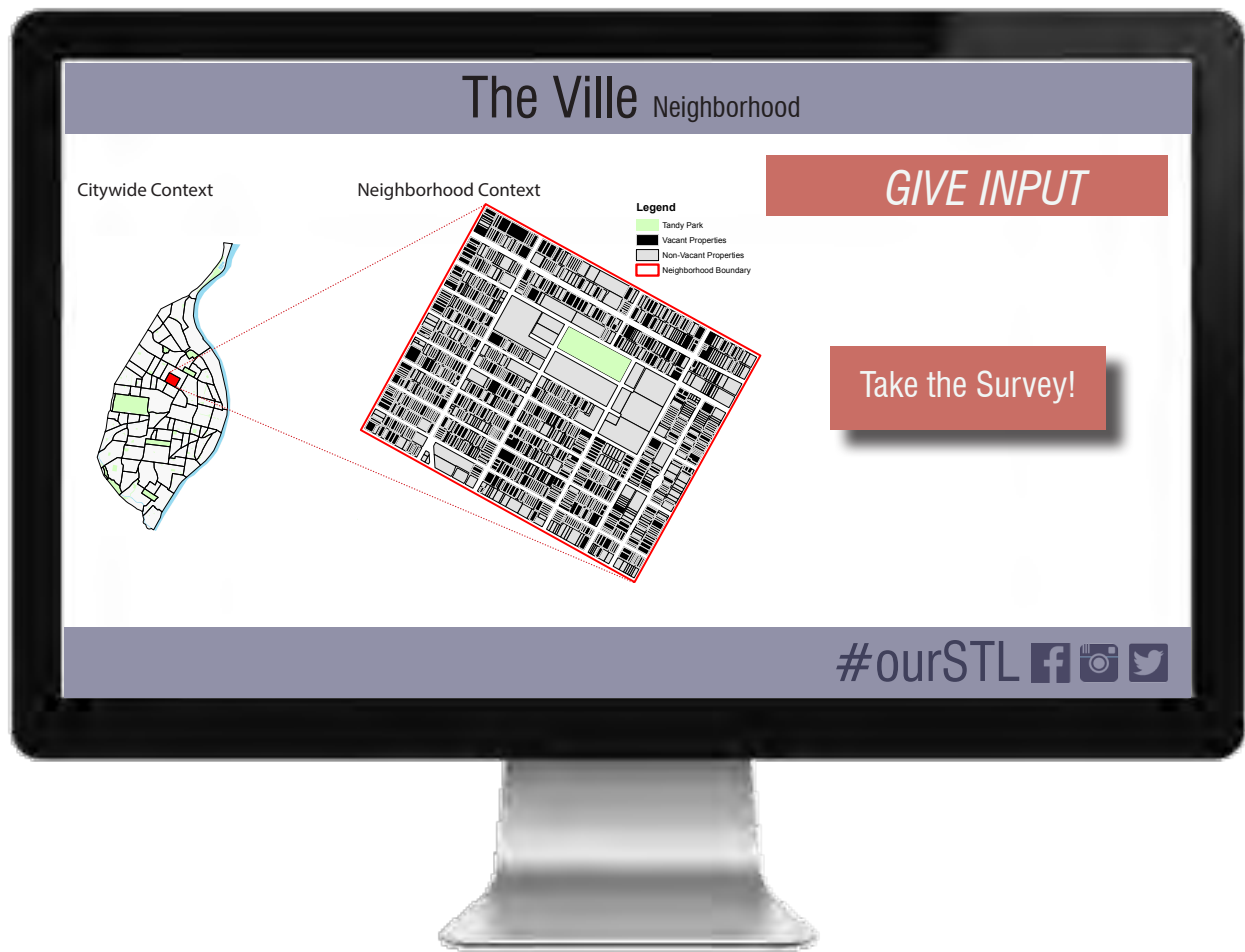 The Ville Neighborhood
Citywide Context
Neighborhood Context
Legend
Tandy Park
Vacant Properties
Non-Vacant Properties
Neighborhood Boundary
GIVE INPUT
Take the Survey!
#ourSTL